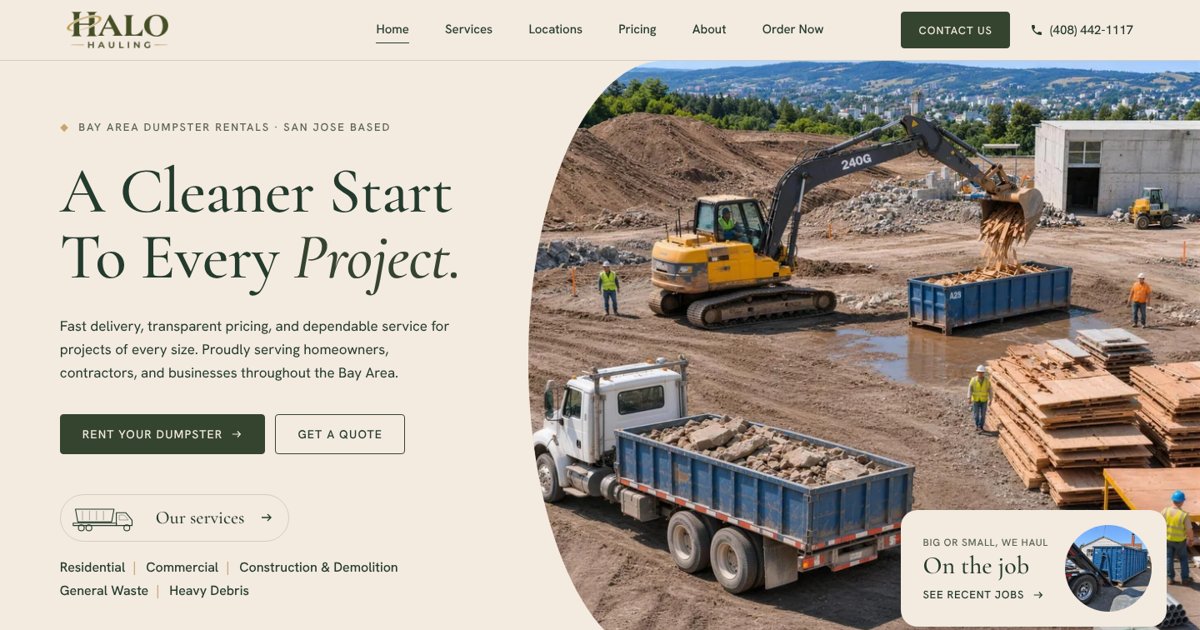 HALO
HAULING
Home
Services
Locations
Pricing
About
Order Now
CONTACT US
(408) 442-1117
BAY AREA DUMPSTER RENTALS · SAN JOSE BASED
A Cleaner Start
To Every Project.
Fast delivery, transparent pricing, and dependable service for
projects of every size. Proudly serving homeowners,
contractors, and businesses throughout the Bay Area.
RENT YOUR DUMPSTER →
GET A QUOTE
Our services →
Residential | Commercial | Construction & Demolition
General Waste | Heavy Debris
240G
A25
BIG OR SMALL, WE HAUL
On the job
SEE RECENT JOBS →